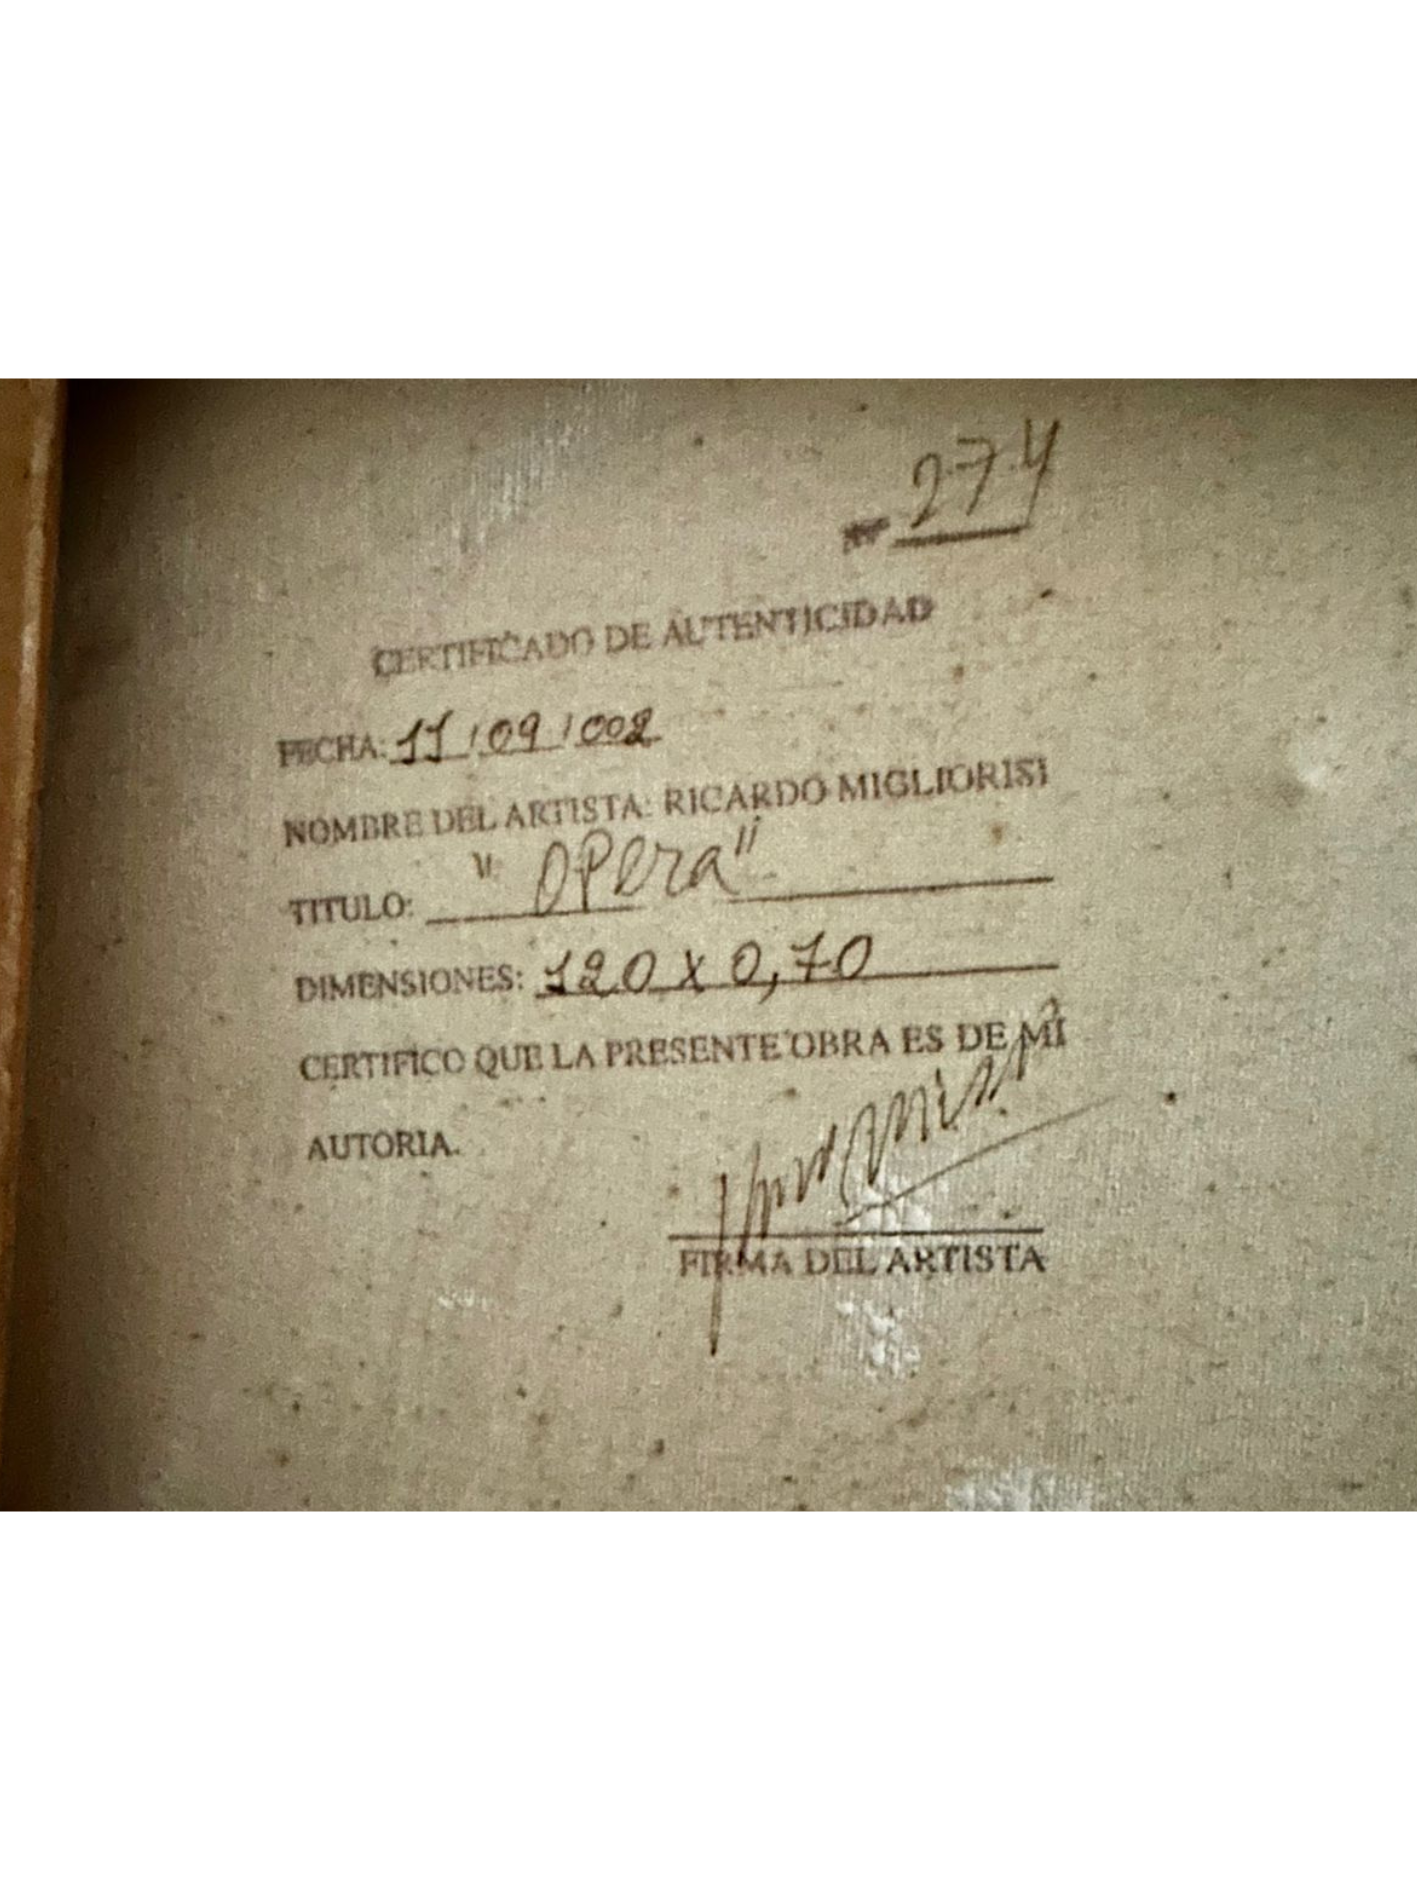 Nº 274
CERTIFICADO DE AUTENTICIDAD
FECHA: 11/09/002
NOMBRE DEL ARTISTA: RICARDO MIGLIORISI
TITULO: "OPERA"
DIMENSIONES: 120 X 0,70
CERTIFICO QUE LA PRESENTE OBRA ES DE MI
AUTORIA.
FIRMA DEL ARTISTA